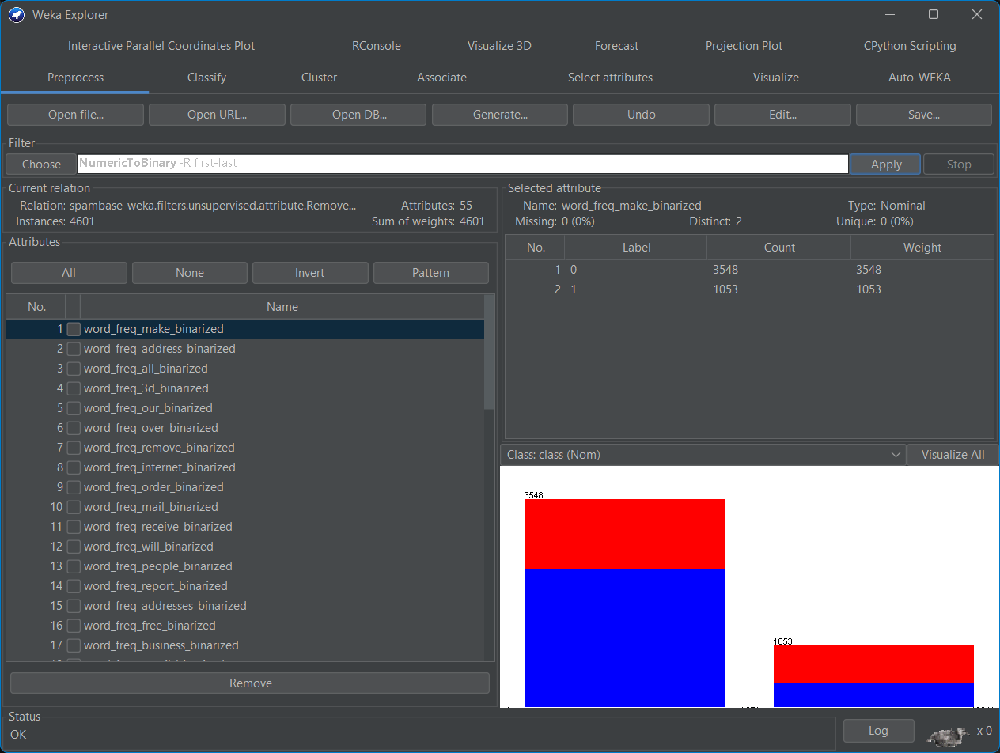 Weka Explorer
Interactive Parallel Coordinates Plot RConsole Visualize 3D Forecast Projection Plot CPython Scripting
Preprocess Classify Cluster Associate Select attributes Visualize Auto-WEKA
Open file... Open URL... Open DB... Generate... Undo Edit... Save...
Filter
Choose NumericToBinary -R first-last Apply Stop
Current relation
Relation: spambase-weka.filters.unsupervised.attribute.Remove... Attributes: 55
Instances: 4601 Sum of weights: 4601
Attributes
All None Invert Pattern
No. Name
1 word_freq_make_binarized
2 word_freq_address_binarized
3 word_freq_all_binarized
4 word_freq_3d_binarized
5 word_freq_our_binarized
6 word_freq_over_binarized
7 word_freq_remove_binarized
8 word_freq_internet_binarized
9 word_freq_order_binarized
10 word_freq_mail_binarized
11 word_freq_receive_binarized
12 word_freq_will_binarized
13 word_freq_people_binarized
14 word_freq_report_binarized
15 word_freq_addresses_binarized
16 word_freq_free_binarized
17 word_freq_business_binarized
Remove
Selected attribute
Name: word_freq_make_binarized Type: Nominal
Missing: 0 (0%) Distinct: 2 Unique: 0 (0%)
No. Label Count Weight
1 0 3548 3548
2 1 1053 1053
Class: class (Nom) Visualize All
3548
1053
Status
OK
Log x 0